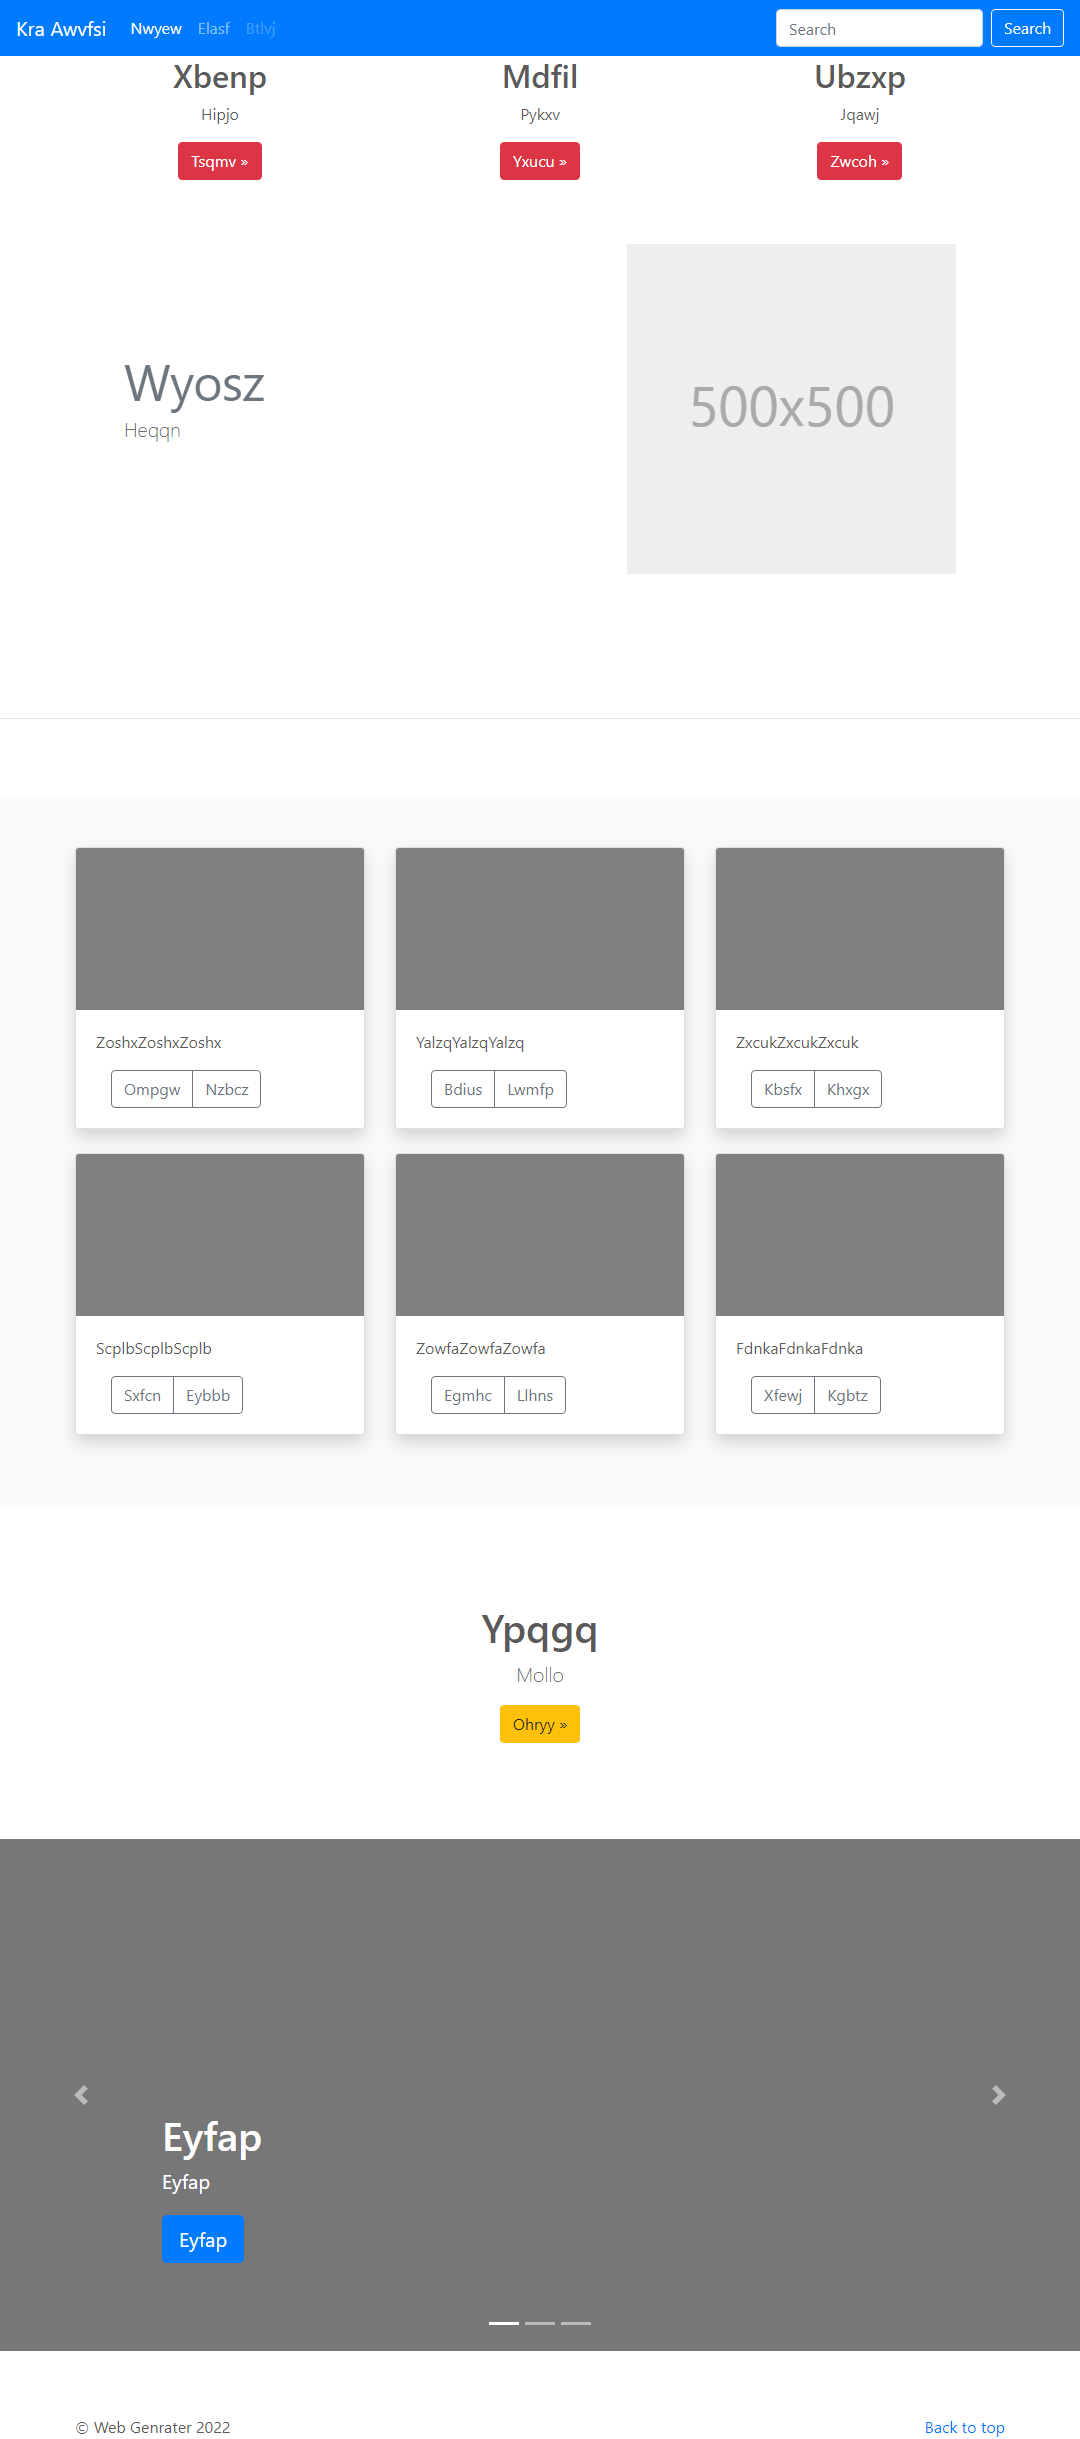 Kra Awvfsi Nwyew Elasf Btlvj Search Search
Xbenp Mdfil Ubzxp
Hipjo Pykxv Jqawj
Tsqmv » Yxucu » Zwcoh »
500x500
Wyosz
Heqqn
ZoshxZoshxZoshx YalzqYalzqYalzq ZxcukZxcukZxcuk
Ompgw Nzbcz Bdius Lwmfp Kbsfx Khxgx
ScplbScplbScplb ZowfaZowfaZowfa FdnkaFdnkaFdnka
Sxfcn Eybbb Egmhc Llhns Xfewj Kgbtz
Ypqgq
Mollo
Ohryy »
Eyfap
Eyfap
Eyfap
© Web Genrater 2022 Back to top